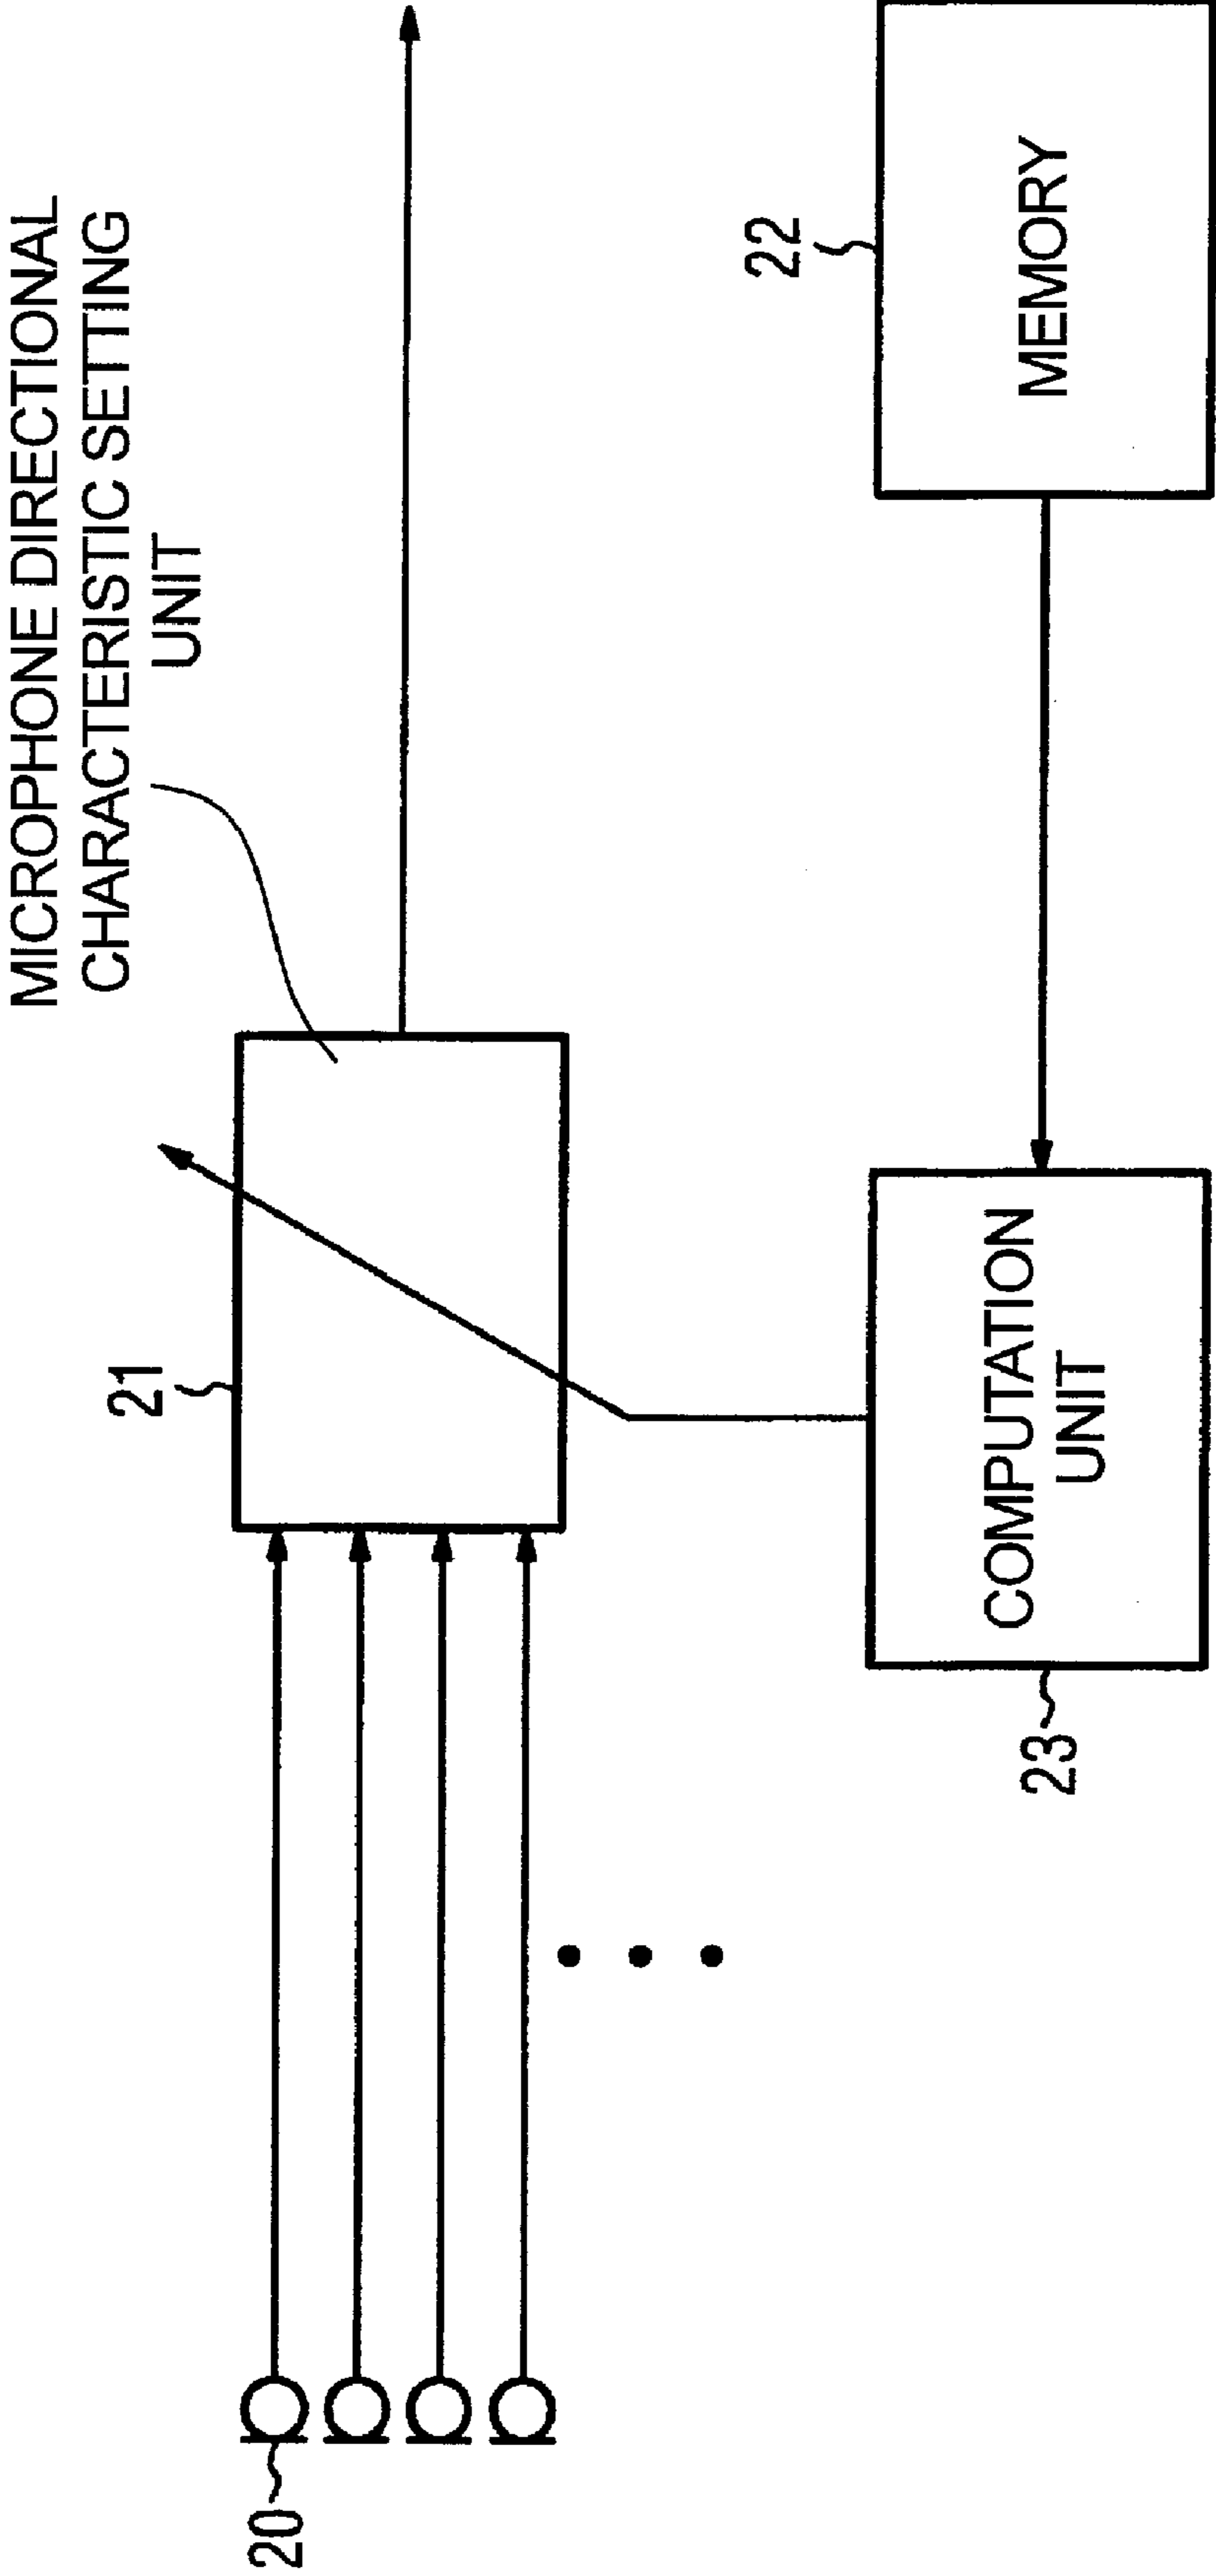 MICROPHONE DIRECTIONAL
CHARACTERISTIC SETTING
UNIT
21
20
22
MEMORY
COMPUTATION
UNIT
23